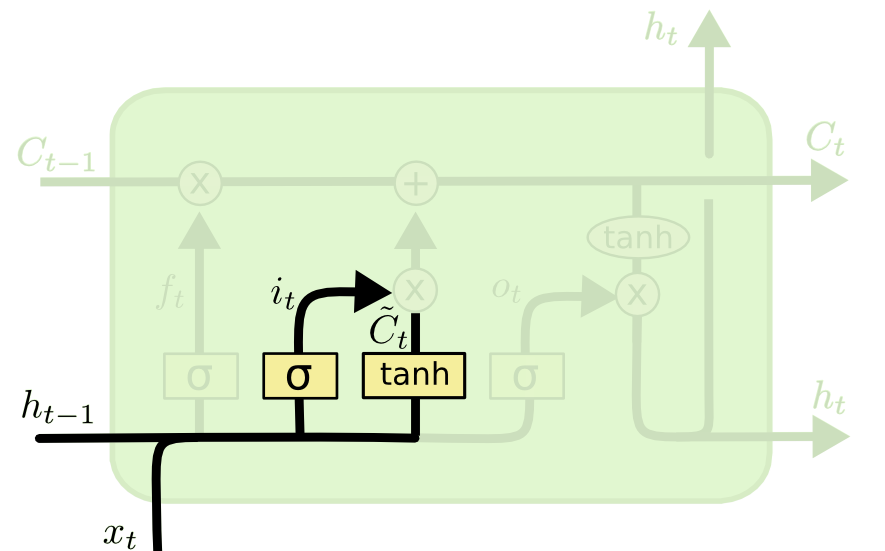 h_t
C_{t-1}
C_t
x
+
tanh
f_t
i_t
x
o_t
x
C̃_t
σ
σ
tanh
σ
h_{t-1}
h_t
x_t